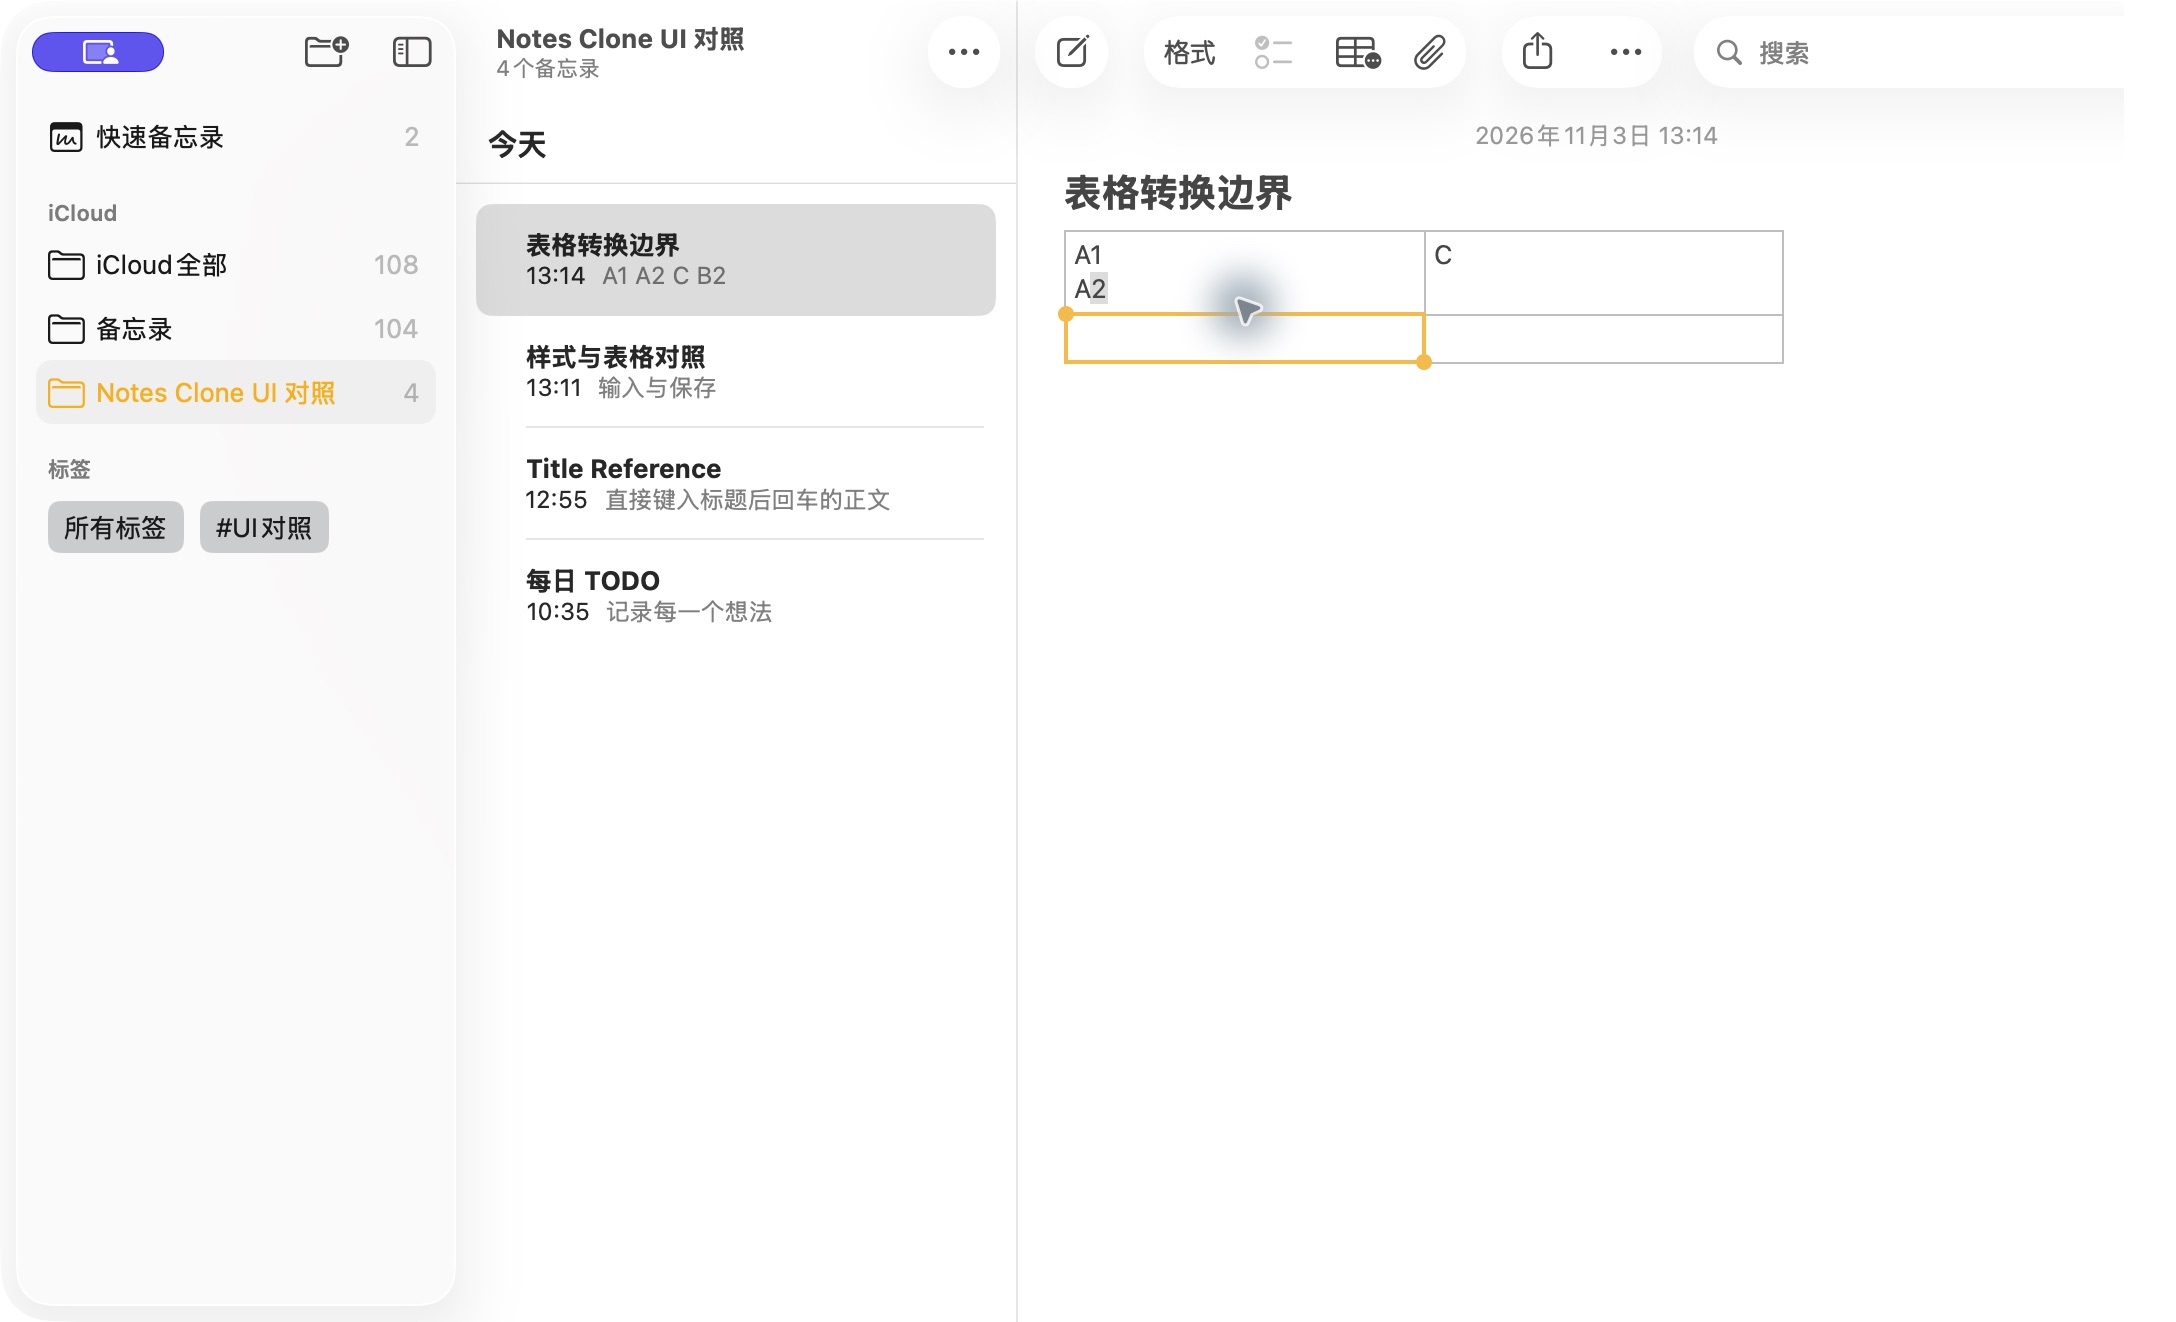 快速备忘录 2
iCloud
iCloud全部 108
备忘录 104
Notes Clone UI 对照 4
标签
所有标签 #UI对照
Notes Clone UI 对照
4个备忘录
今天
表格转换边界
13:14 A1 A2 C B2
样式与表格对照
13:11 输入与保存
Title Reference
12:55 直接键入标题后回车的正文
每日 TODO
10:35 记录每一个想法
格式 搜索
2026年11月3日 13:14
表格转换边界
A1 C
A2